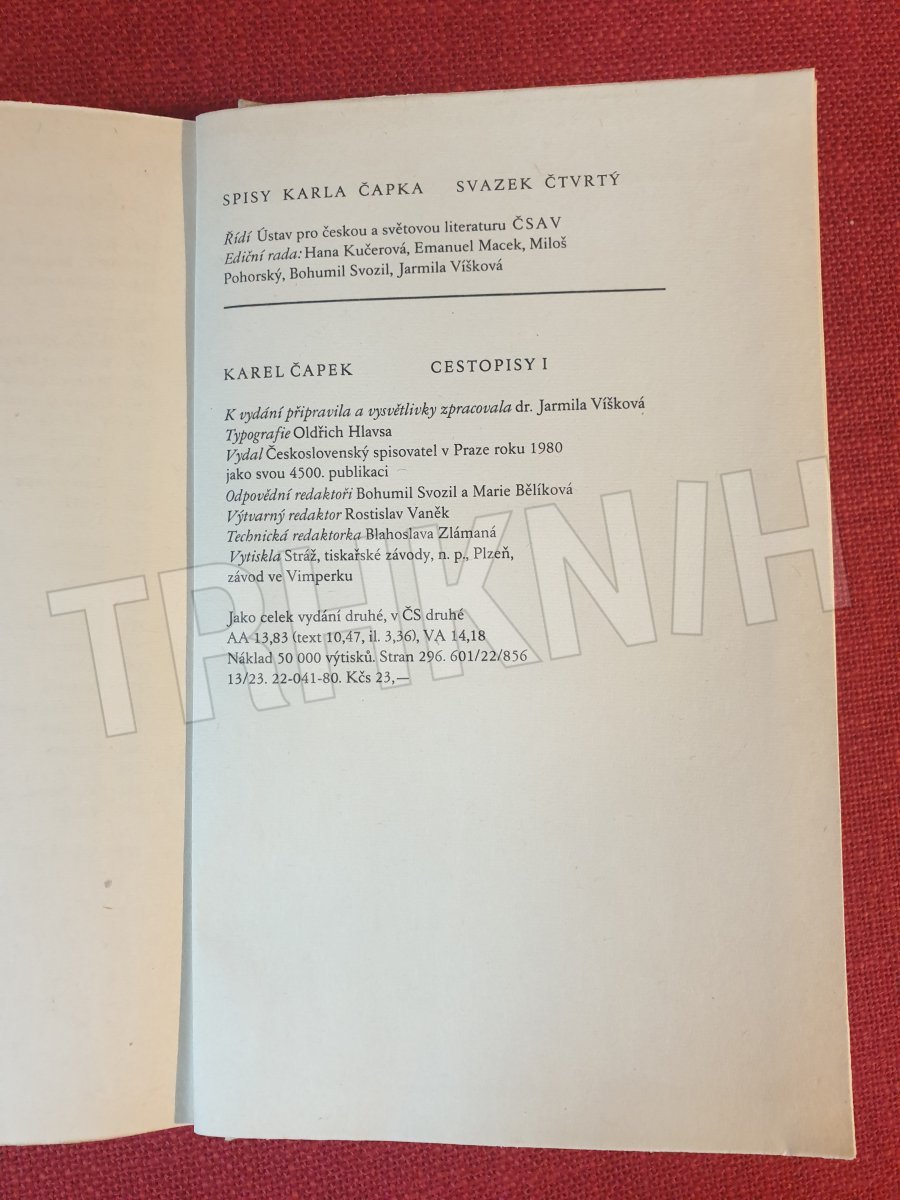 SPISY KARLA ČAPKA SVAZEK ČTVRTÝ
Řídí Ústav pro českou a světovou literaturu ČSAV
Ediční rada: Hana Kučerová, Emanuel Macek, Miloš
Pohorský, Bohumil Svozil, Jarmila Víšková
KAREL ČAPEK CESTOPISY I
K vydání připravila a vysvětlivky zpracovala dr. Jarmila Víšková
Typografie Oldřich Hlavsa
Vydal Československý spisovatel v Praze roku 1980
jako svou 4500. publikaci
Odpovědní redaktoři Bohumil Svozil a Marie Bělíková
Výtvarný redaktor Rostislav Vaněk
Technická redaktorka Blahoslava Zlámaná
Vytiskla Stráž, tiskařské závody, n. p., Plzeň,
závod ve Vimperku
Jako celek vydání druhé, v ČS druhé
AA 13,83 (text 10,47, il. 3,36), VA 14,18
Náklad 50 000 výtisků. Stran 296. 601/22/856
13/23. 22-041-80. Kčs 23,—
TRHKNIH